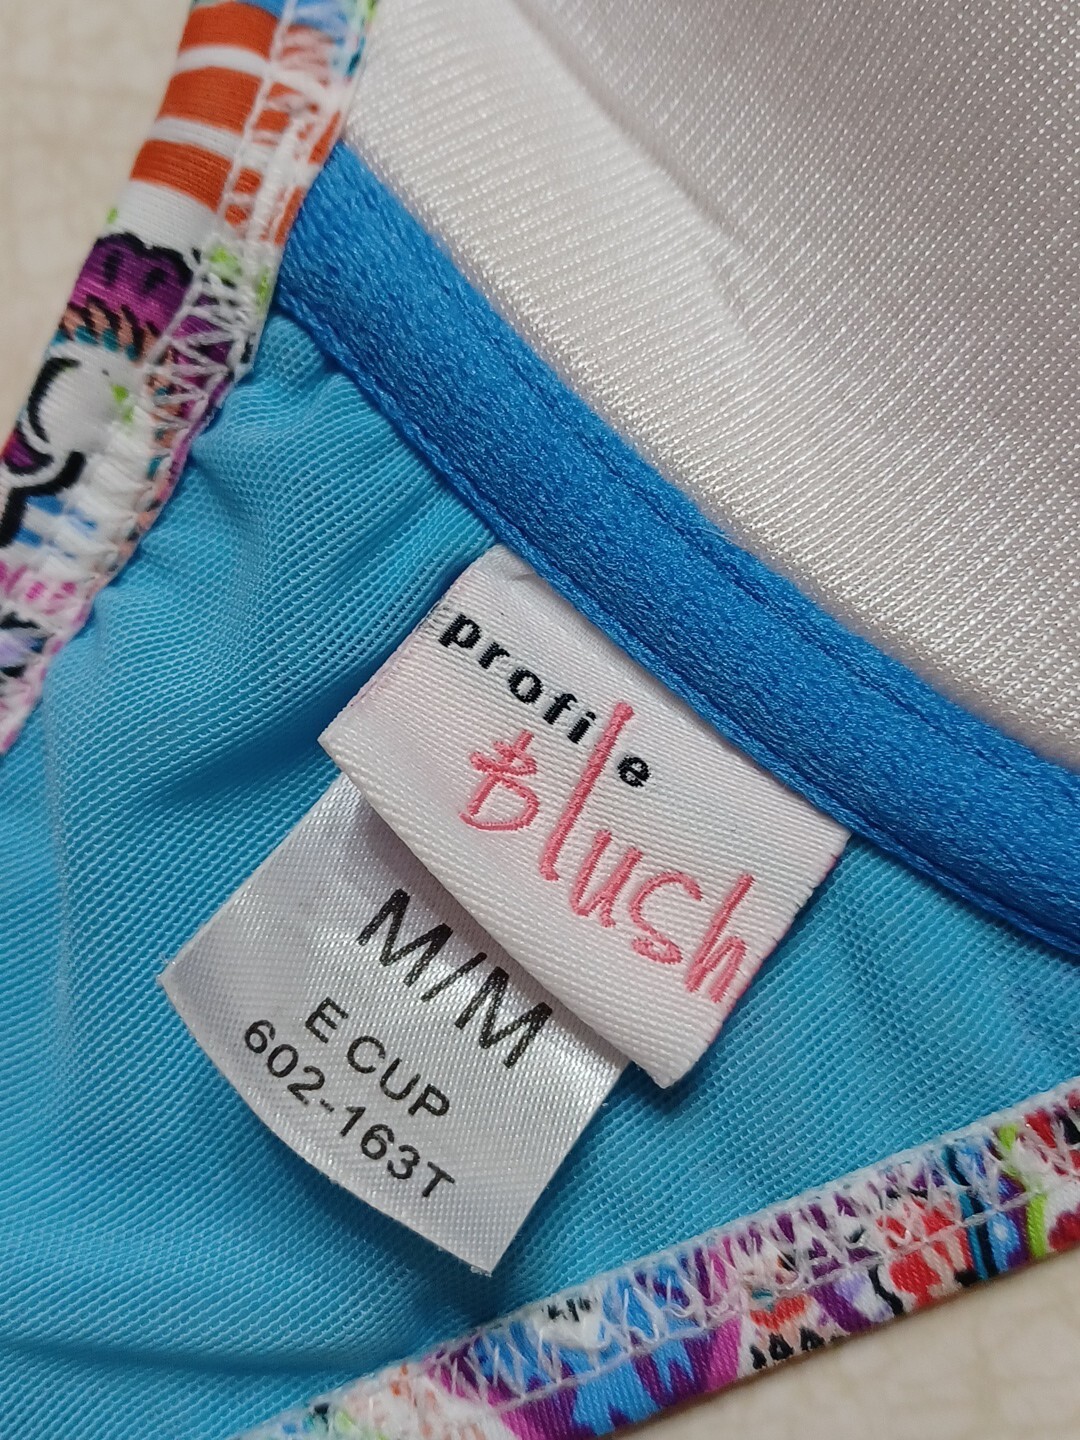 profile
Blush
M/M
E CUP
602-163T